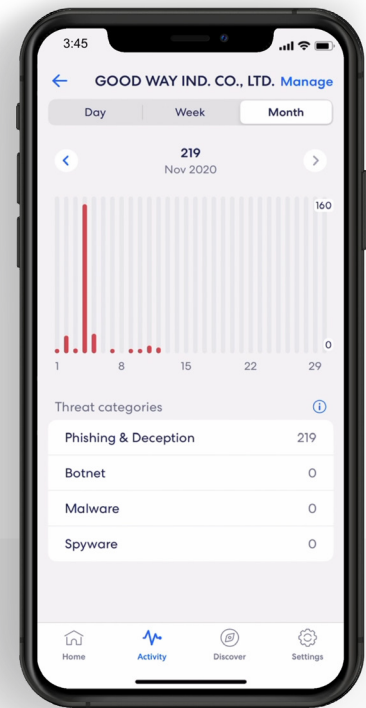 3:45
GOOD WAY IND. CO., LTD. Manage
Day Week Month
219
Nov 2020
160
0
1 8 15 22 29
Threat categories
Phishing & Deception 219
Botnet 0
Malware 0
Spyware 0
Home Activity Discover Settings